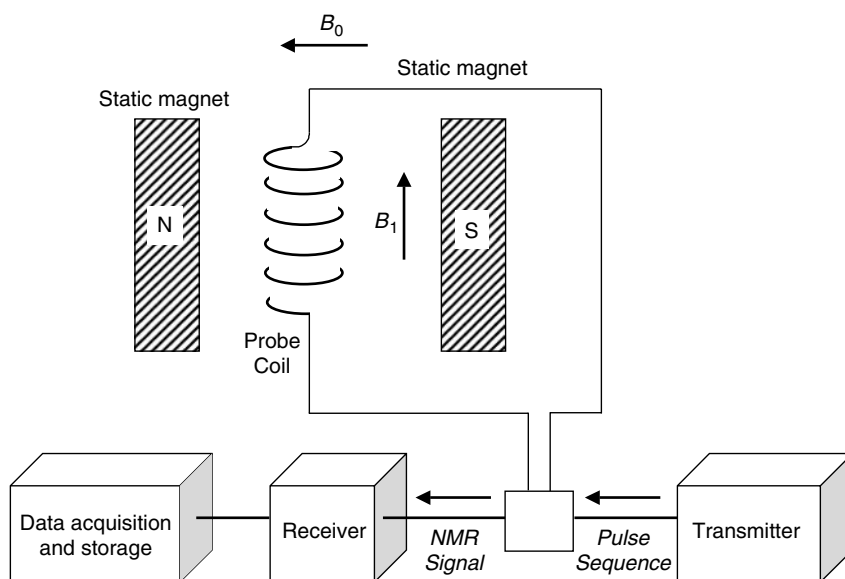 B0
Static magnet
Static magnet
N
B1
S
Probe
Coil
Data acquisition
and storage
Receiver
NMR
Signal
Pulse
Sequence
Transmitter